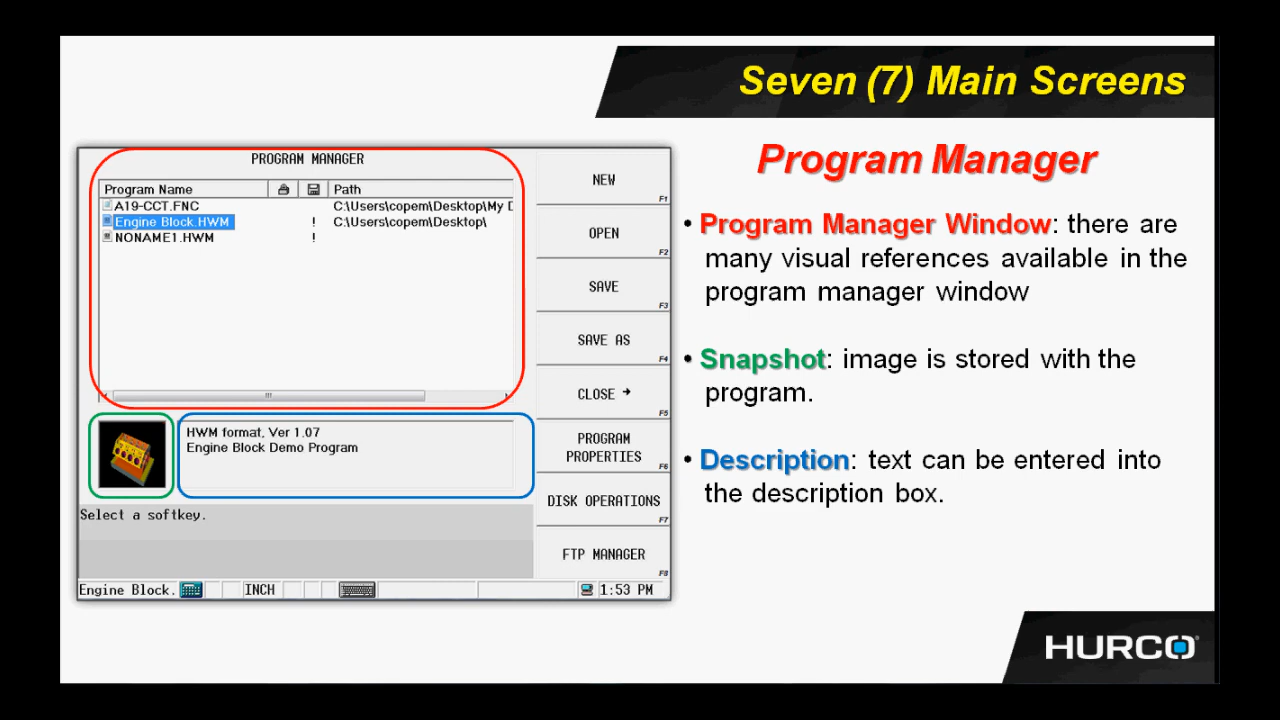 Seven (7) Main Screens
PROGRAM MANAGER
Program Name
Path
A19-CCT.FNC
C:\Users\copem\Desktop\My D
Engine Block.HWM
! C:\Users\copem\Desktop\
NONAME1.HWM
!
HWM format, Ver 1.07
Engine Block Demo Program
Select a softkey.
Engine Block.
INCH
1:53 PM
NEW
F1
OPEN
F2
SAVE
F3
SAVE AS
F4
CLOSE →
F5
PROGRAM
PROPERTIES
F6
DISK OPERATIONS
F7
FTP MANAGER
F8
Program Manager
• Program Manager Window: there are
many visual references available in the
program manager window
• Snapshot: image is stored with the
program.
• Description: text can be entered into
the description box.
HURCO